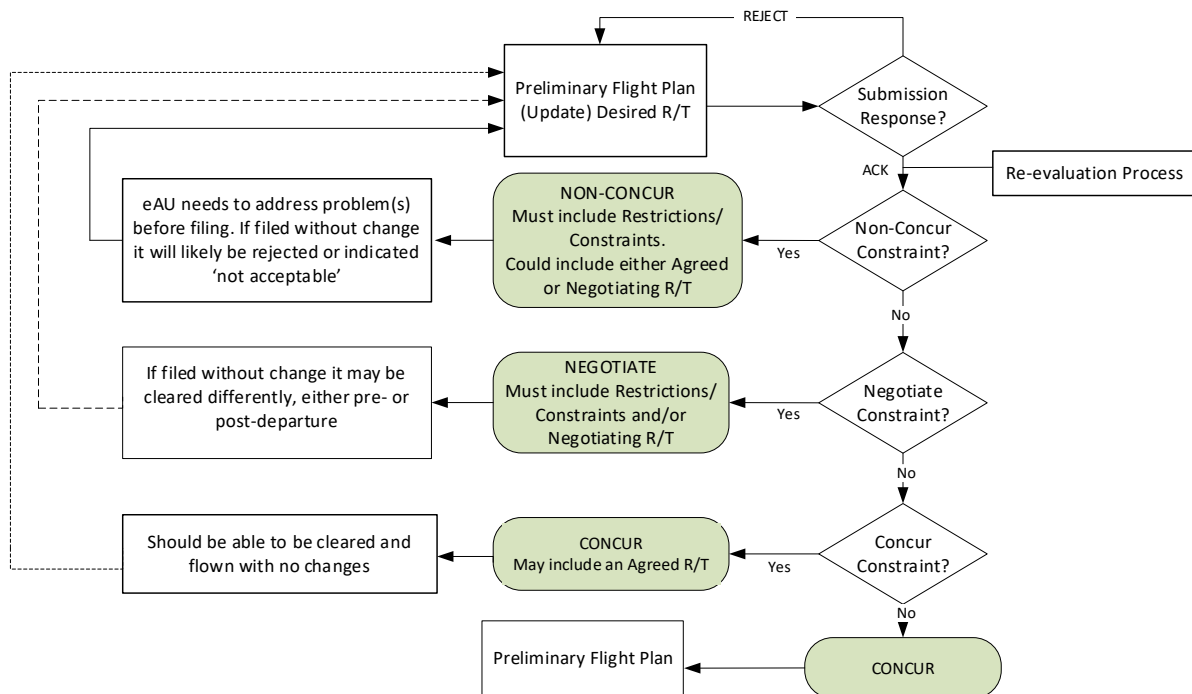 REJECT
Preliminary Flight Plan
(Update) Desired R/T
Submission
Response?
ACK
Re-evaluation Process
eAU needs to address problem(s)
before filing. If filed without change
it will likely be rejected or indicated
‘not acceptable’
NON-CONCUR
Must include Restrictions/
Constraints.
Could include either Agreed
or Negotiating R/T
Yes
Non-Concur
Constraint?
No
If filed without change it may be
cleared differently, either pre- or
post-departure
NEGOTIATE
Must include Restrictions/
Constraints and/or
Negotiating R/T
Yes
Negotiate
Constraint?
No
Should be able to be cleared and
flown with no changes
CONCUR
May include an Agreed R/T
Yes
Concur
Constraint?
No
Preliminary Flight Plan
CONCUR